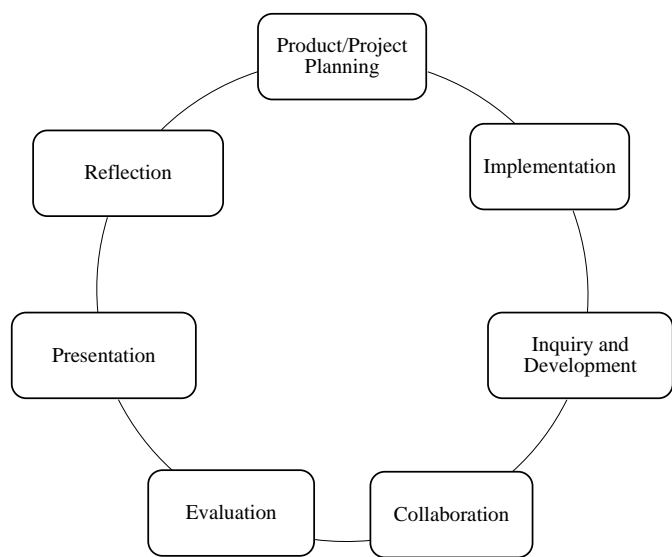 Product/Project
Planning
Implementation
Inquiry and
Development
Collaboration
Evaluation
Presentation
Reflection